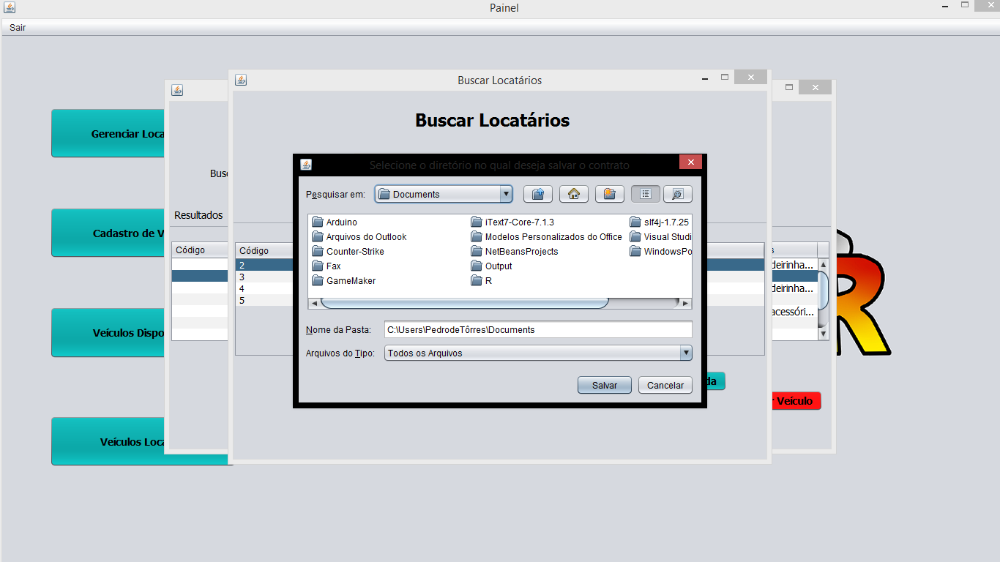 Painel
Sair
Buscar Locatários
Buscar Locatários
Gerenciar Loca
Selecione o diretório no qual deseja salvar o contrato
Busc
Pesquisar em: Documents
Resultados
Arduino iText7-Core-7.1.3 slf4j-1.7.25
Arquivos do Outlook Modelos Personalizados do Office Visual Studi
Counter-Strike NetBeansProjects WindowsPo
Fax Output
GameMaker R
Cadastro de V
Código
Código
2
3
4
5
s
deirinha...
deirinha...
acessóri...
R
Nome da Pasta: C:\Users\PedrodeTôrres\Documents
Veículos Dispo
Arquivos do Tipo: Todos os Arquivos
Salvar Cancelar
da
r Veículo
Veículos Loca